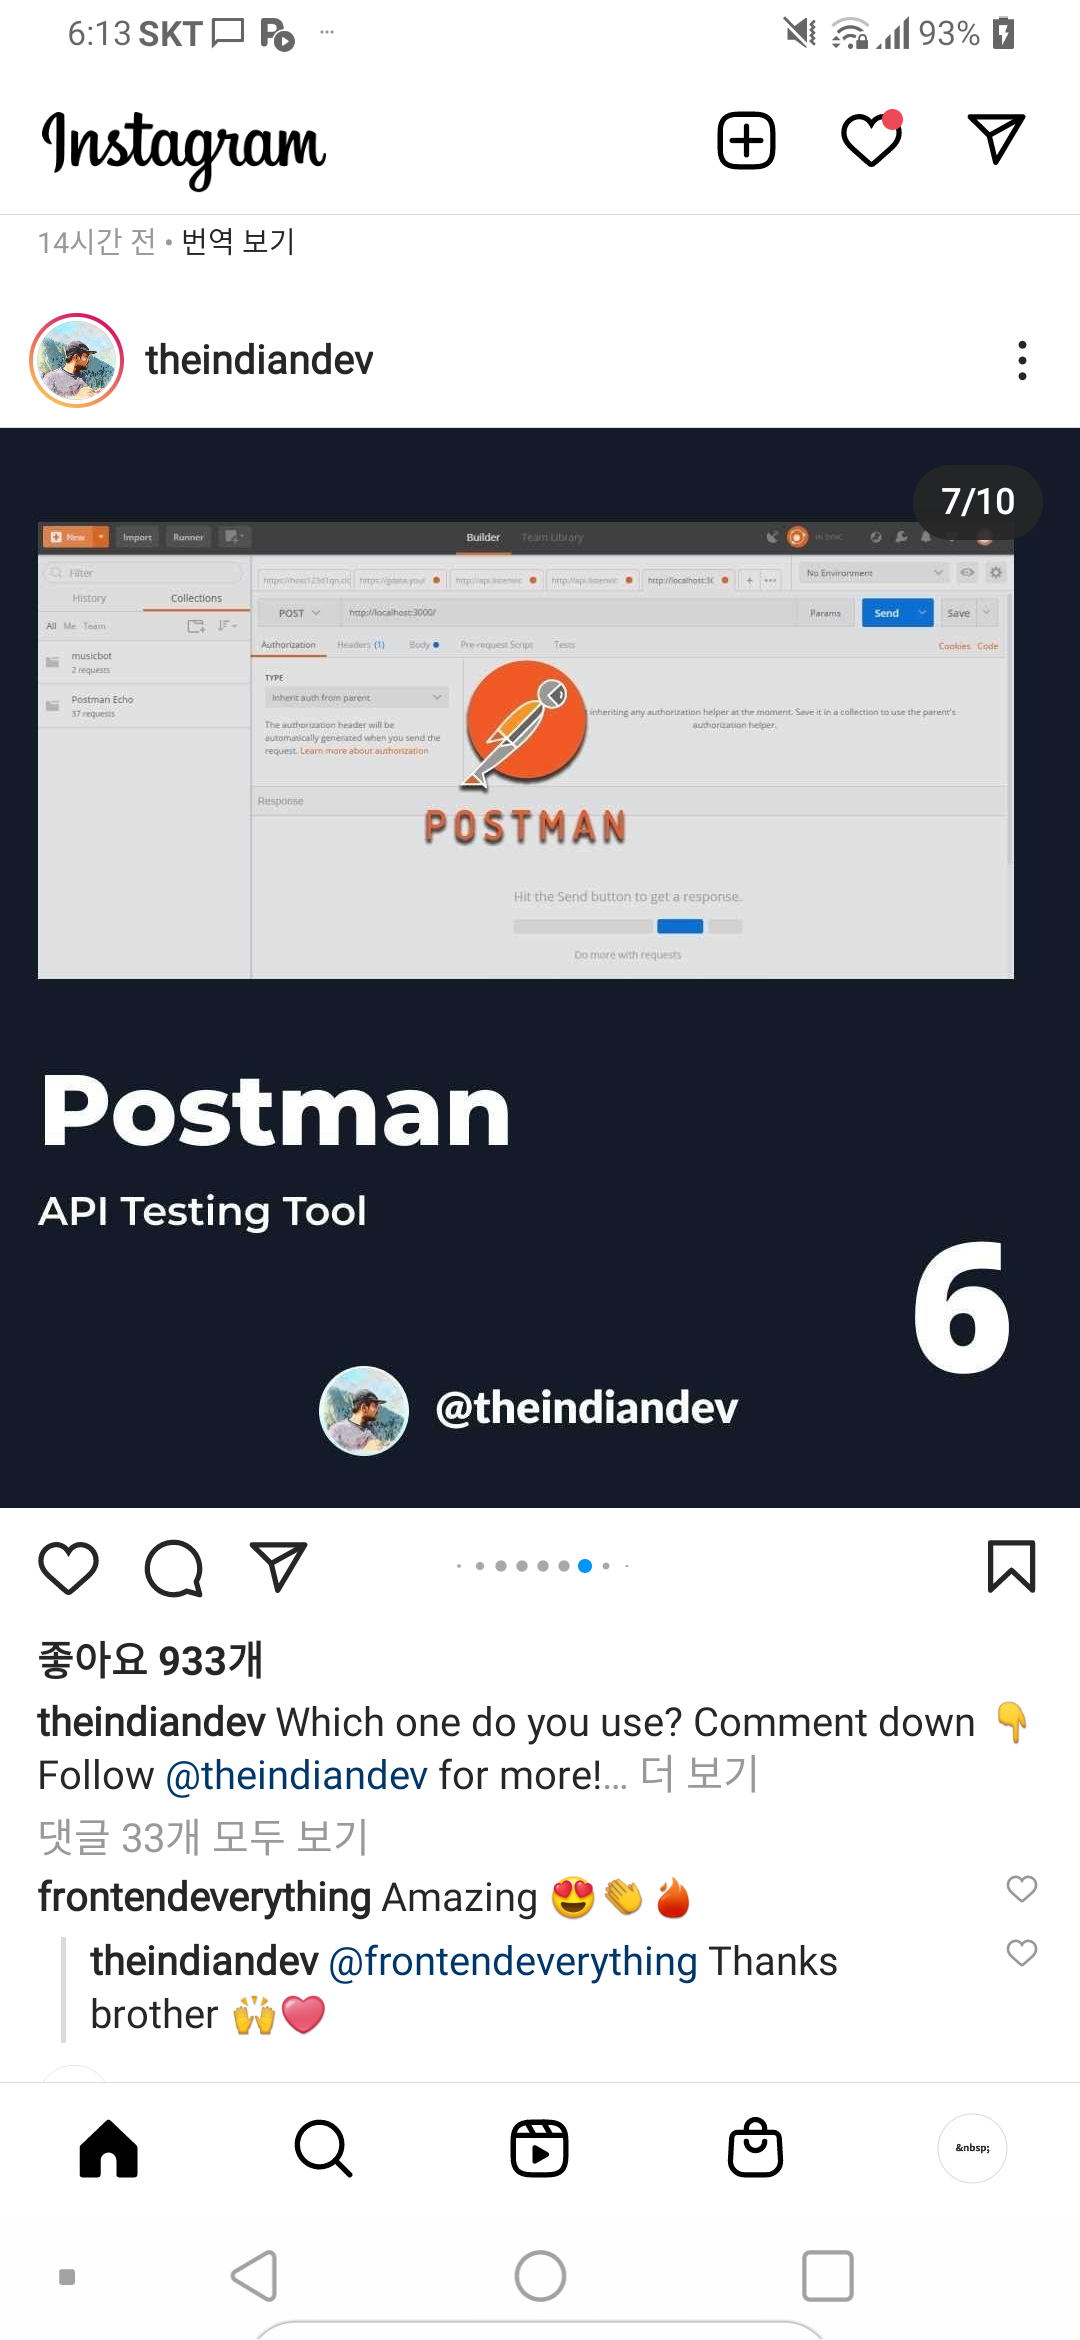 6:13 SKT
93%
Instagram
14시간 전 • 번역 보기
theindiandev
7/10
New
Import
Runner
Builder
Team Library
IN SYNC
Filter
History
Collections
All Me Team
musicbot
2 requests
Postman Echo
37 requests
No Environment
POST
http://localhost:3000/
Params
Send
Save
Authorization
Headers (1)
Body
Pre-request Script
Tests
Cookies Code
TYPE
Inherit auth from parent
The authorization header will be
automatically generated when you send the
request. Learn more about authorization
inheriting any authorization helper at the moment. Save it in a collection to use the parent's
authorization helper.
Response
POSTMAN
Hit the Send button to get a response.
Do more with requests
Postman
API Testing Tool
6
@theindiandev
좋아요 933개
theindiandev Which one do you use? Comment down 👇
Follow @theindiandev for more!... 더 보기
댓글 33개 모두 보기
frontendeverything Amazing 😍👏🔥
theindiandev @frontendeverything Thanks
brother 🙌❤️
&nbsp;